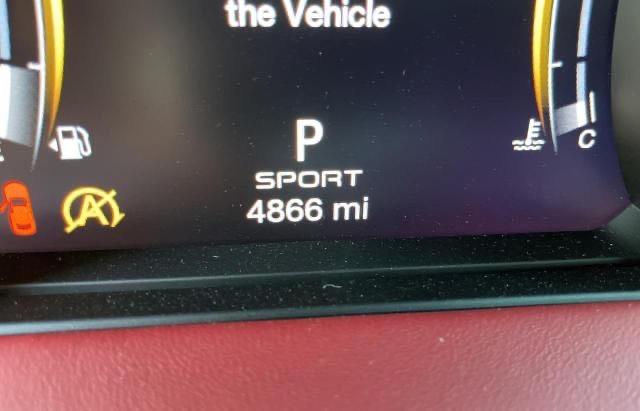 the Vehicle
P
SPORT
4866 mi
C
A